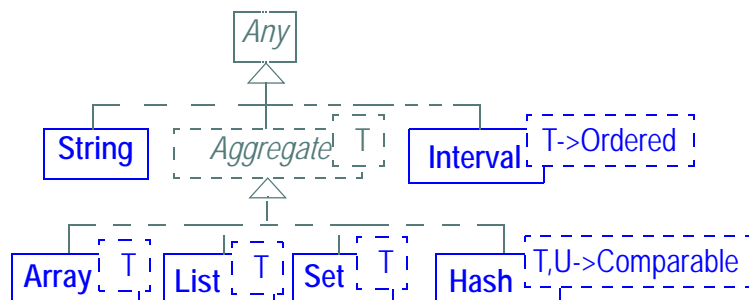 Any
String
Aggregate T
Interval T->Ordered
Array T
List T
Set T
Hash T,U->Comparable